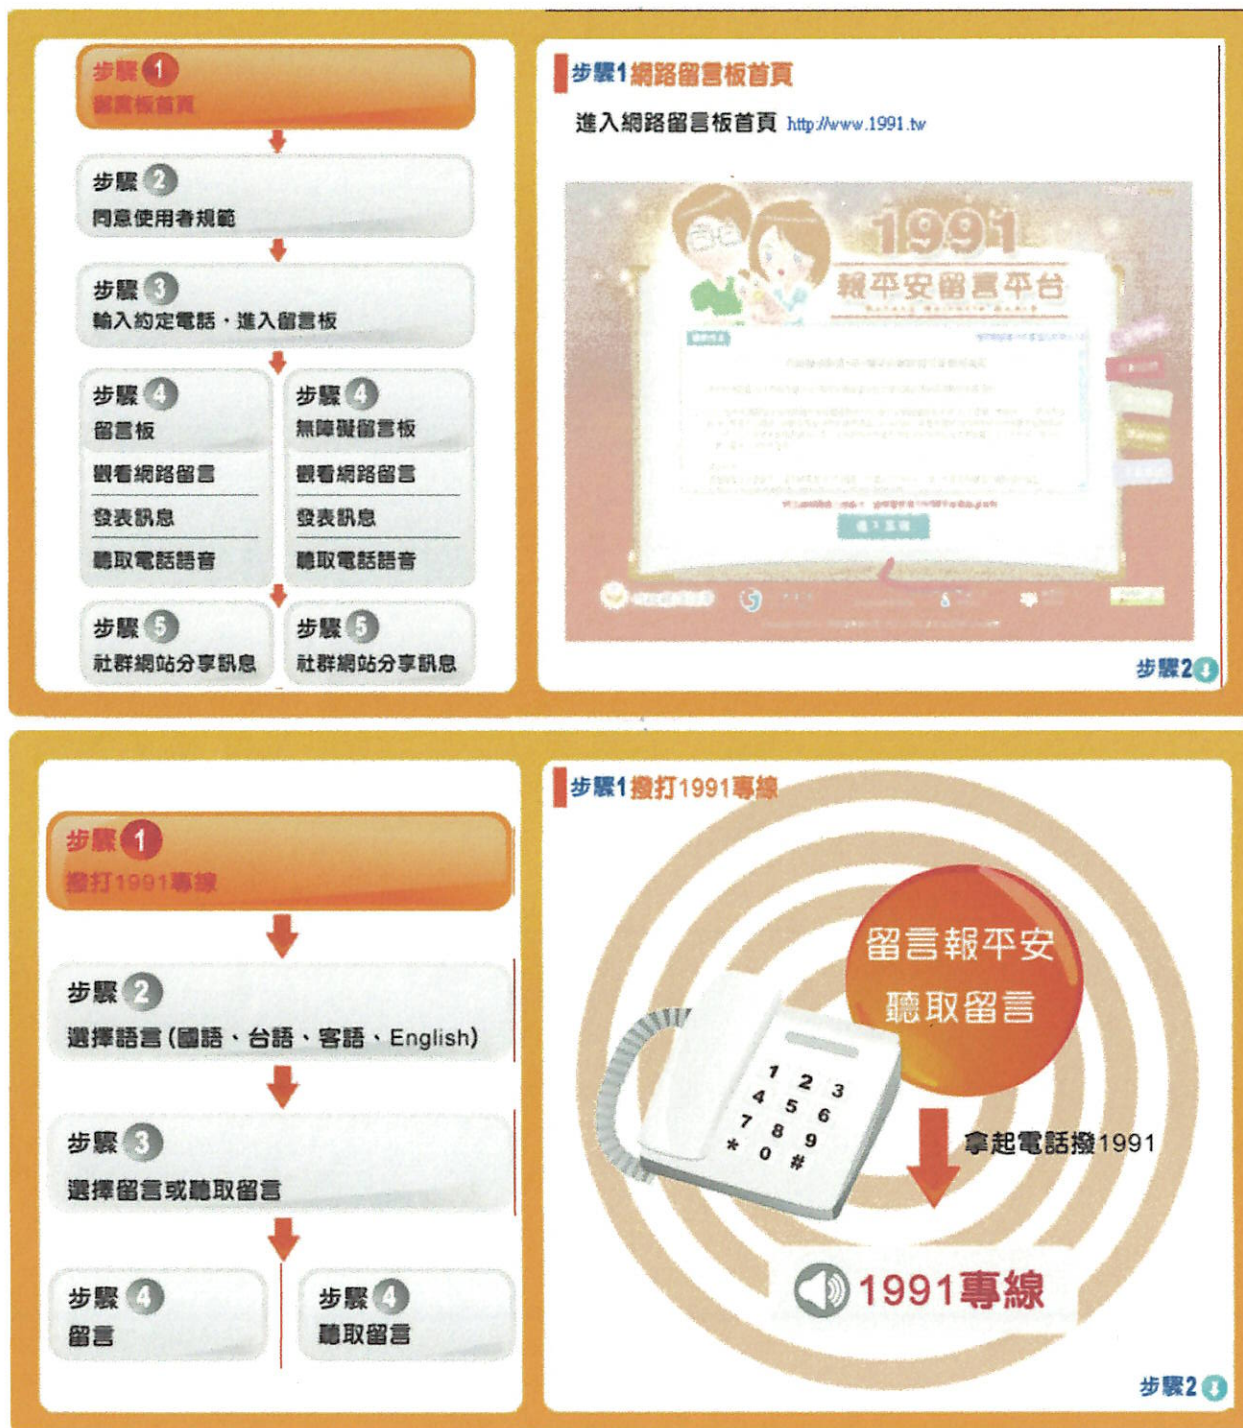 步驟1
留言板首頁
步驟2
同意使用者規範
步驟3
輸入約定電話，進入留言板
步驟4
留言板
觀看網路留言
發表訊息
聽取電話語音
步驟4
無障礙留言板
觀看網路留言
發表訊息
聽取電話語音
步驟5
社群網站分享訊息
步驟5
社群網站分享訊息
步驟1網路留言板首頁
進入網路留言板首頁 http://www.1991.tw
1991
報平安留言平台
步驟2
步驟1
撥打1991專線
步驟2
選擇語言(國語、台語、客語、English)
步驟3
選擇留言或聽取留言
步驟4
留言
步驟4
聽取留言
步驟1撥打1991專線
留言報平安
聽取留言
1 2 3
4 5 6
7 8 9
* 0 #
拿起電話撥1991
1991專線
步驟2